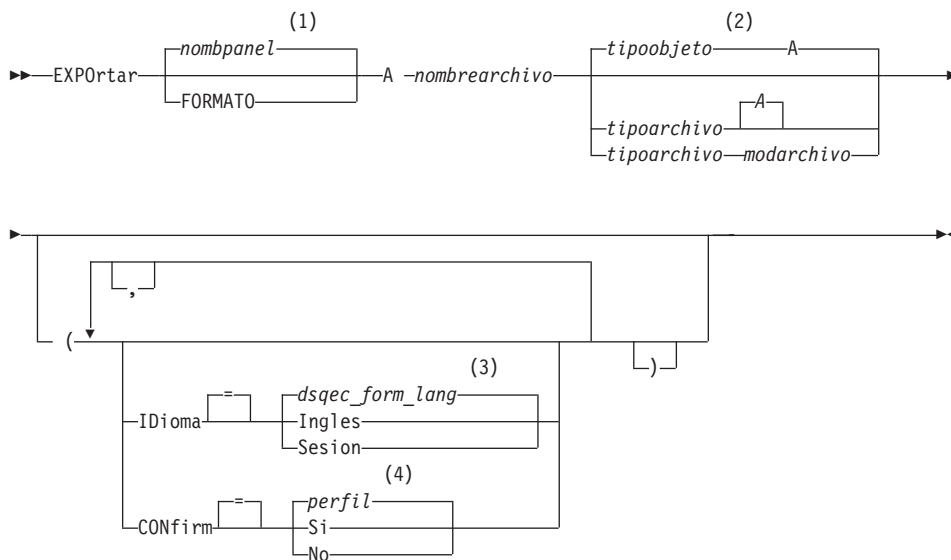 (1) (2)
nombpanel tipoobjeto A
EXPOrtar A nombrearchivo
FORMATO A
tipoarchivo
tipoarchivo modarchivo
,
( )
(3)
= dsqec_form_lang
IDioma Ingles
Sesion
(4)
= perfil
CONfirm Si
No